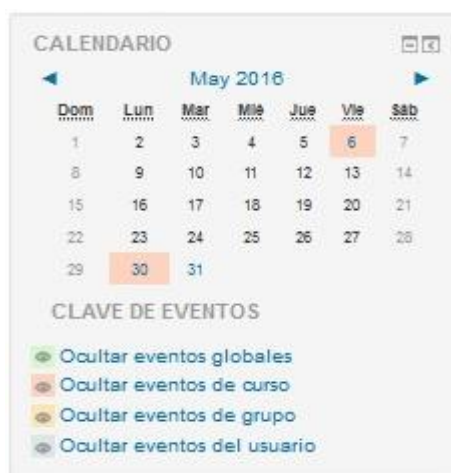 CALENDARIO
◄ May 2016 ►
Dom Lun Mar Mié Jue Vie Sáb
1 2 3 4 5 6 7
8 9 10 11 12 13 14
15 16 17 18 19 20 21
22 23 24 25 26 27 28
29 30 31
CLAVE DE EVENTOS
Ocultar eventos globales
Ocultar eventos de curso
Ocultar eventos de grupo
Ocultar eventos del usuario